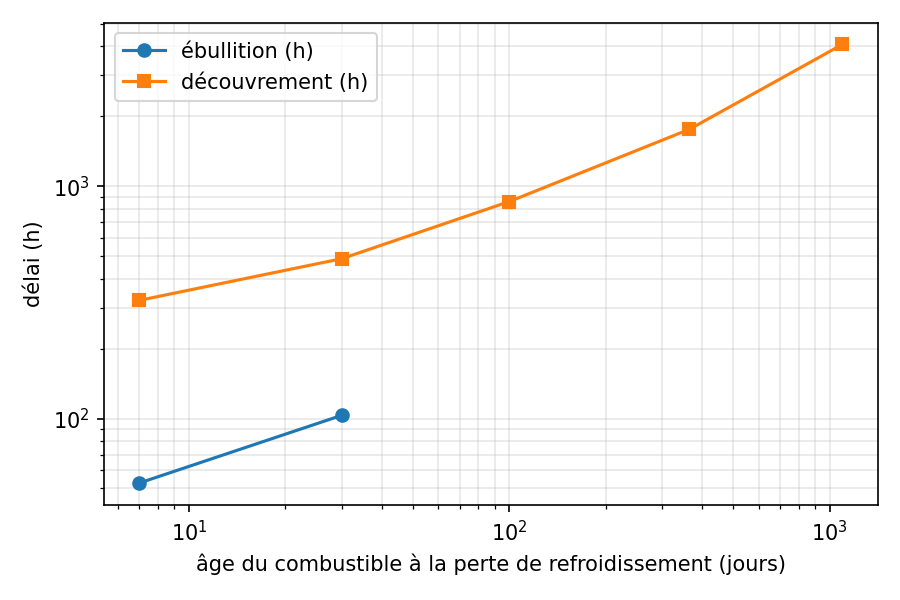 ébullition (h)
découvrement (h)
délai (h)
10³
10²
10¹
10²
10³
âge du combustible à la perte de refroidissement (jours)